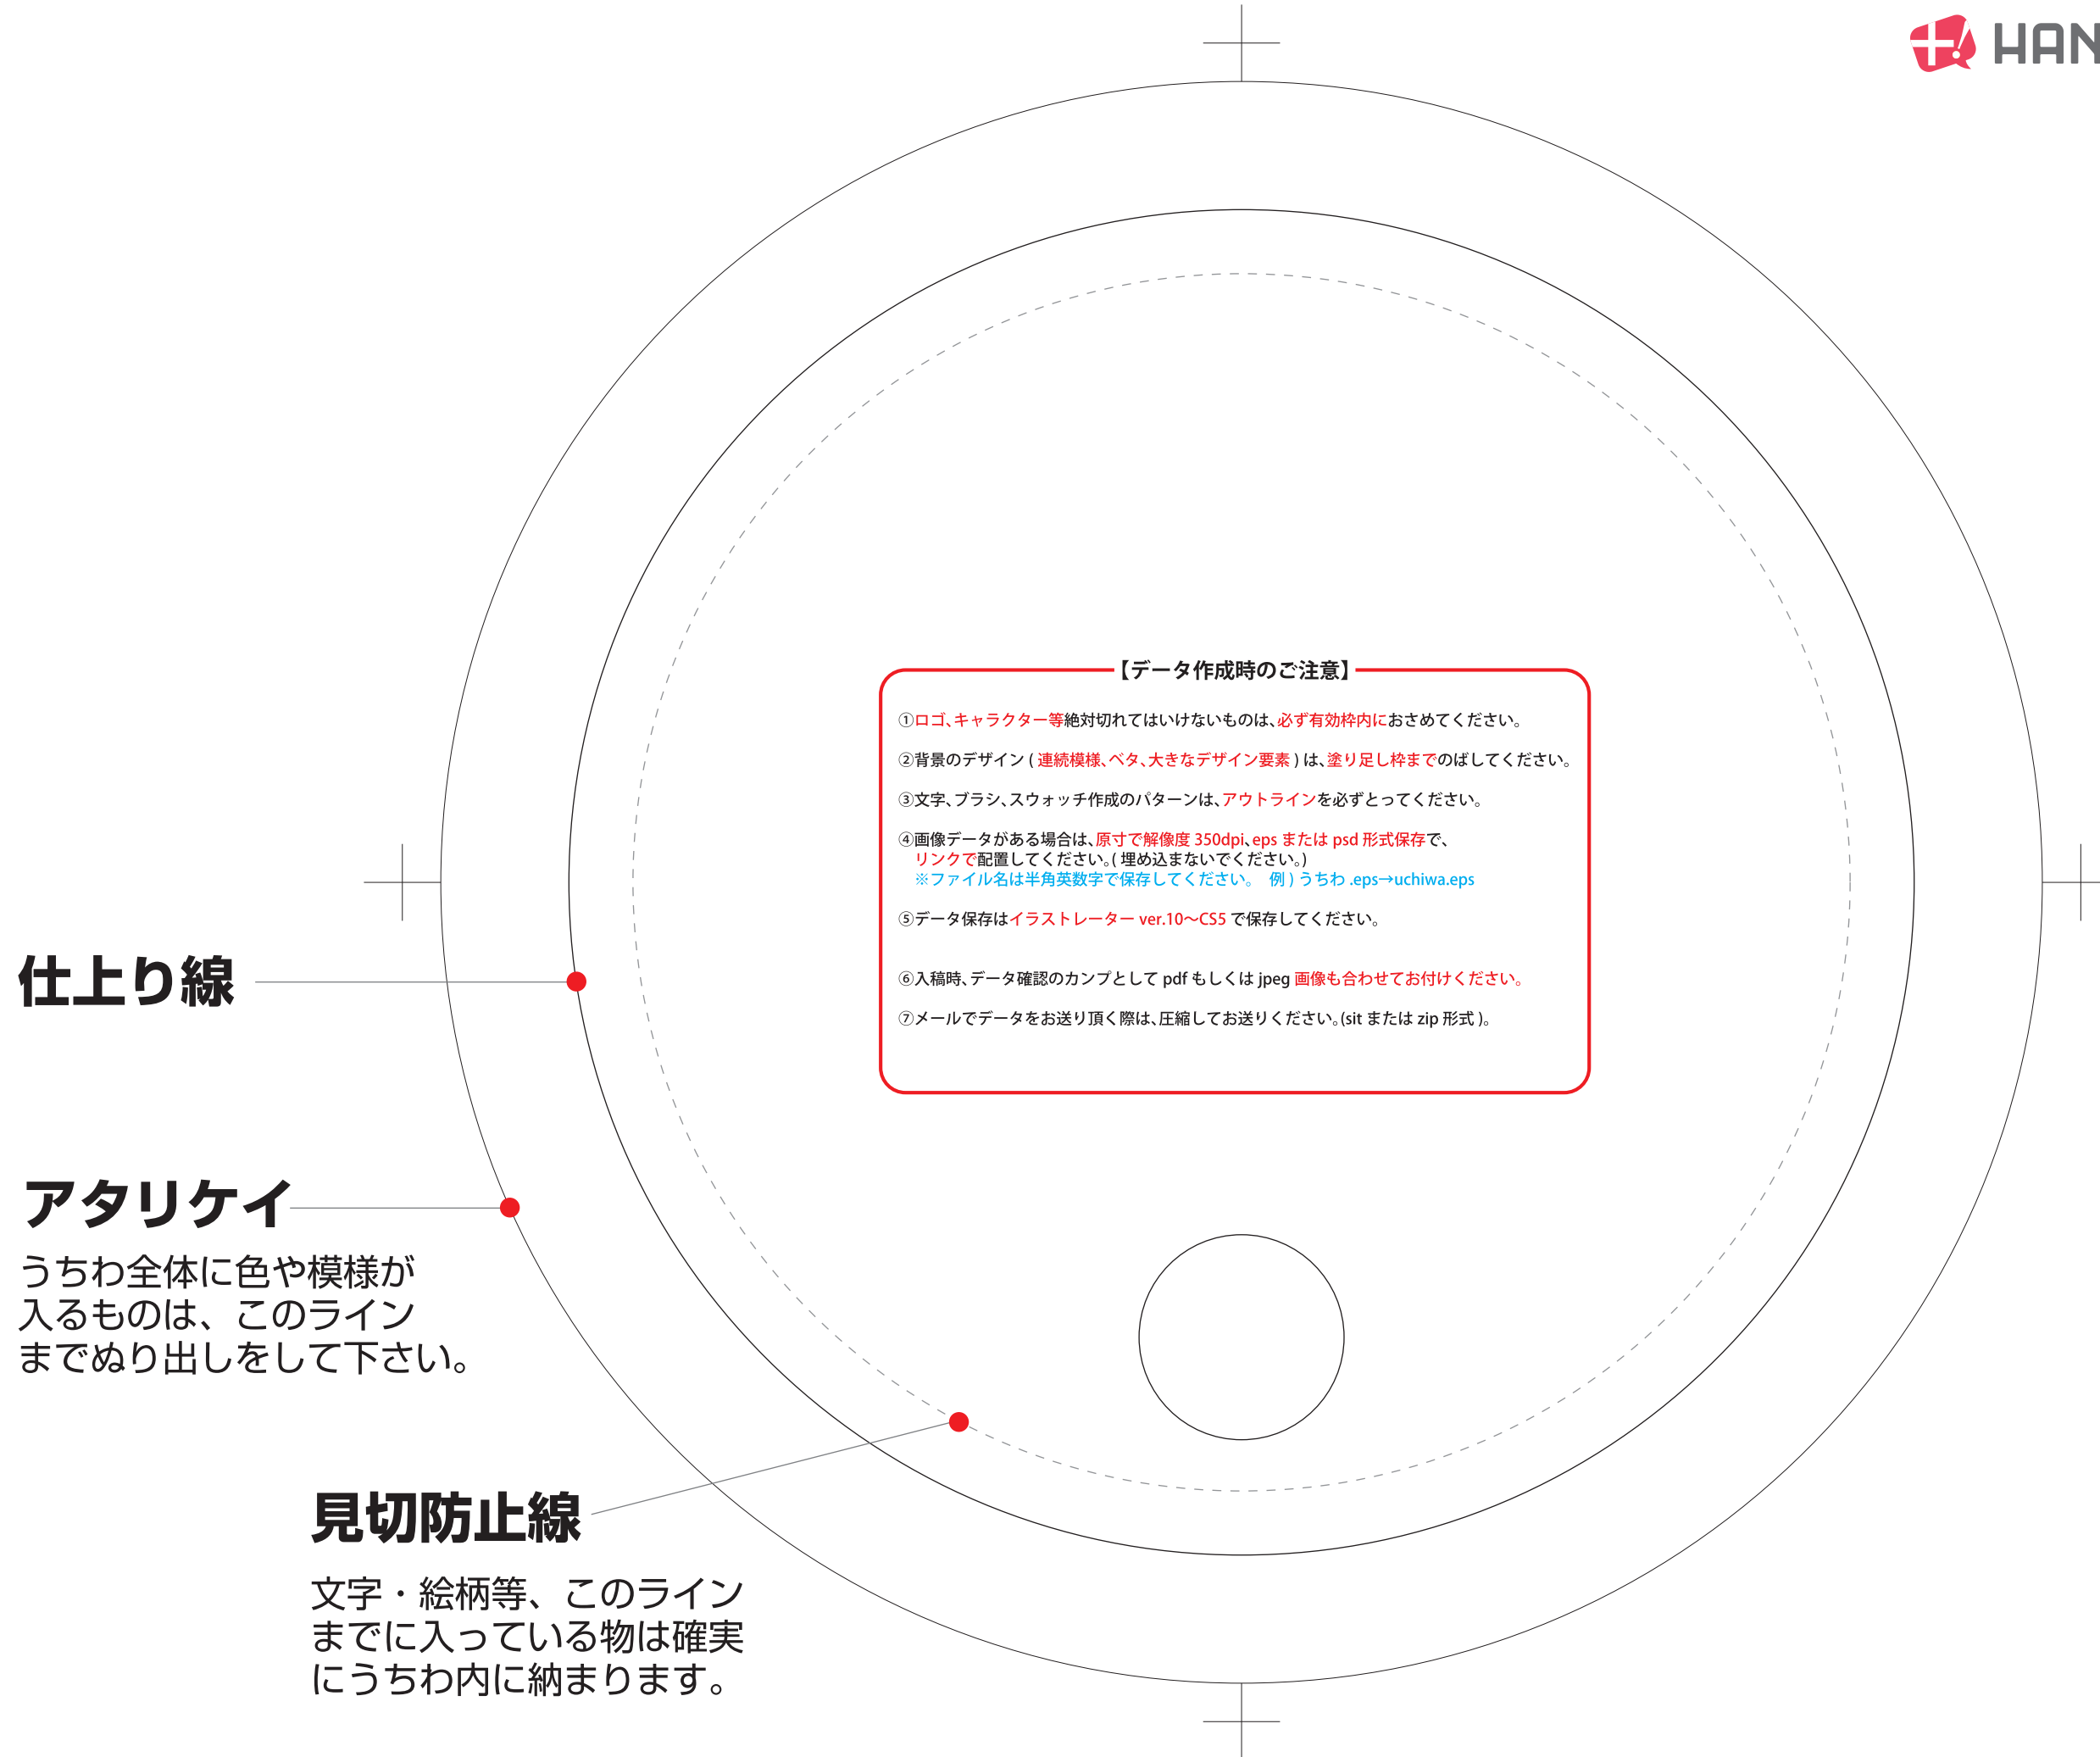 HAN
【データ作成時のご注意】
①ロゴ、キャラクター等絶対切れてはいけないものは、必ず有効枠内におさめてください。
②背景のデザイン ( 連続模様、ベタ、大きなデザイン要素 ) は、塗り足し枠までのばしてください。
③文字、ブラシ、スウォッチ作成のパターンは、アウトラインを必ずとってください。
④画像データがある場合は、原寸で解像度 350dpi、eps または psd 形式保存で、
リンクで配置してください。( 埋め込まないでください。)
※ファイル名は半角英数字で保存してください。 例 ) うちわ .eps→uchiwa.eps
⑤データ保存はイラストレーター ver.10～CS5 で保存してください。
⑥入稿時、データ確認のカンプとして pdf もしくは jpeg 画像も合わせてお付けください。
⑦メールでデータをお送り頂く際は、圧縮してお送りください。(sit または zip 形式 )。
仕上り線
アタリケイ
うちわ全体に色や模様が
入るものは、このライン
までぬり出しをして下さい。
見切防止線
文字・絵柄等、このライン
までに入っている物は確実
にうちわ内に納まります。